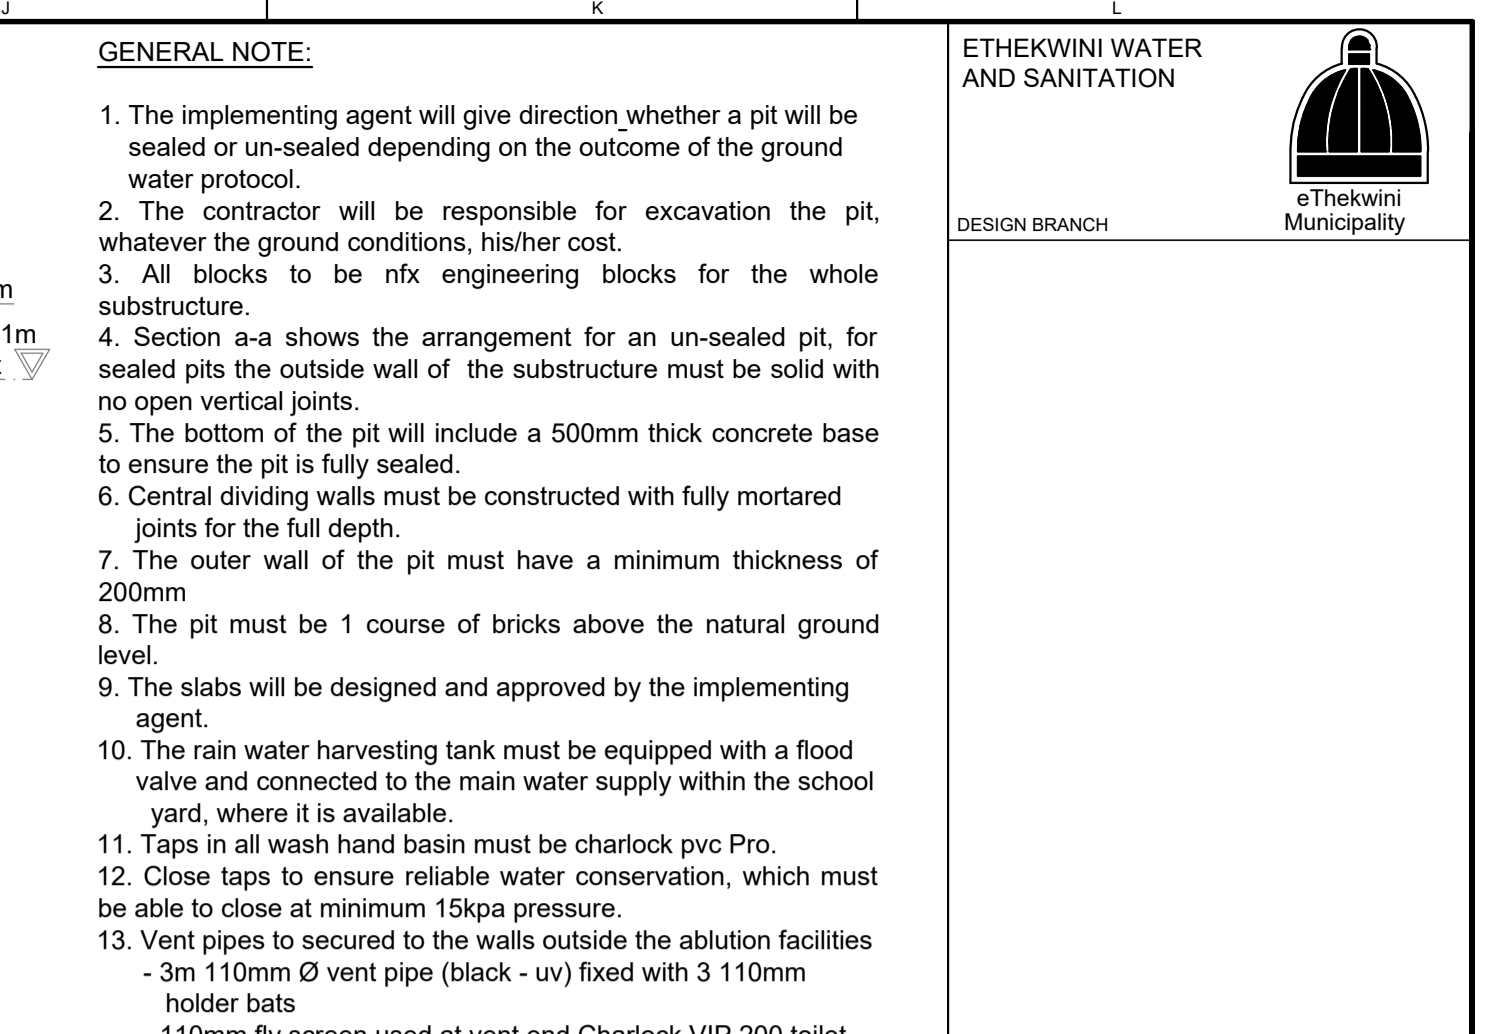 J K L
GENERAL NOTE:
1. The implementing agent will give direction whether a pit will be
sealed or un-sealed depending on the outcome of the ground
water protocol.
2. The contractor will be responsible for excavation the pit,
whatever the ground conditions, his/her cost.
3. All blocks to be nfx engineering blocks for the whole
substructure.
4. Section a-a shows the arrangement for an un-sealed pit, for
sealed pits the outside wall of the substructure must be solid with
no open vertical joints.
5. The bottom of the pit will include a 500mm thick concrete base
to ensure the pit is fully sealed.
6. Central dividing walls must be constructed with fully mortared
joints for the full depth.
7. The outer wall of the pit must have a minimum thickness of
200mm
8. The pit must be 1 course of bricks above the natural ground
level.
9. The slabs will be designed and approved by the implementing
agent.
10. The rain water harvesting tank must be equipped with a flood
valve and connected to the main water supply within the school
yard, where it is available.
11. Taps in all wash hand basin must be charlock pvc Pro.
12. Close taps to ensure reliable water conservation, which must
be able to close at minimum 15kpa pressure.
13. Vent pipes to secured to the walls outside the ablution facilities
- 3m 110mm Ø vent pipe (black - uv) fixed with 3 110mm
holder bats
110mm fly screen used at vent end Charlock VIP 200 toilet
m
1m
ETHEKWINI WATER
AND SANITATION
eThekwini
Municipality
DESIGN BRANCH